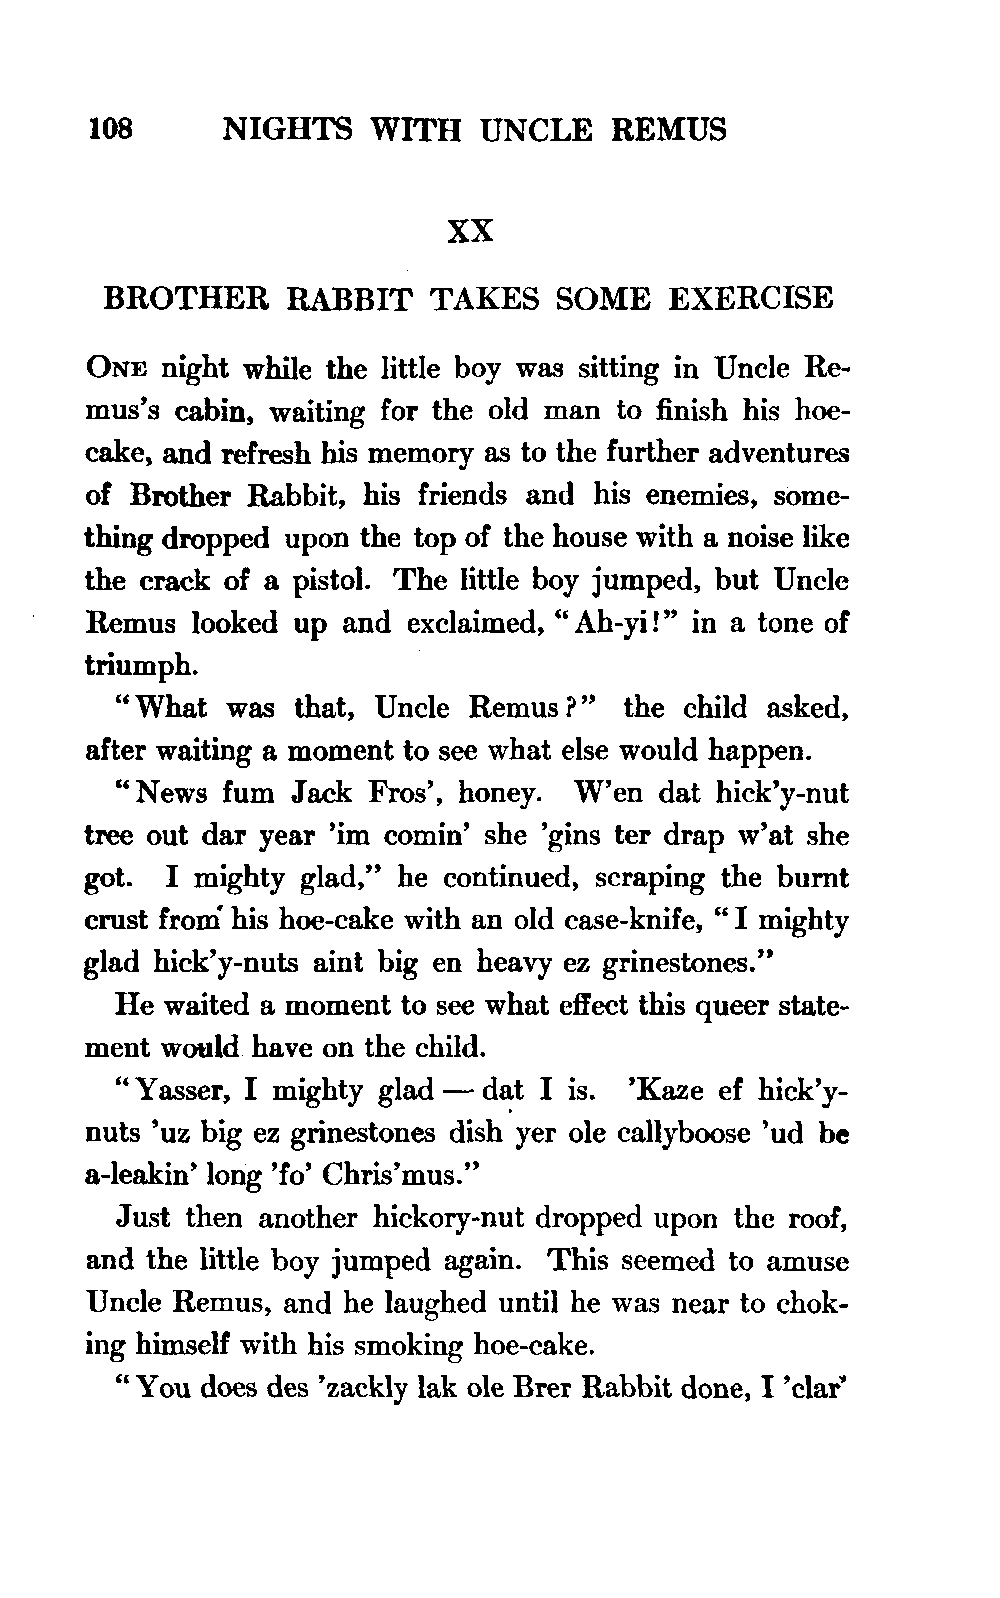 108 NIGHTS WITH UNCLE REMUS
XX
BROTHER RABBIT TAKES SOME EXERCISE
ONE night while the little boy was sitting in Uncle Re-
mus's cabin, waiting for the old man to finish his hoe-
cake, and refresh his memory as to the further adventures
of Brother Rabbit, his friends and his enemies, some-
thing dropped upon the top of the house with a noise like
the crack of a pistol. The little boy jumped, but Uncle
Remus looked up and exclaimed, "Ah-yi!" in a tone of
triumph.
"What was that, Uncle Remus?" the child asked,
after waiting a moment to see what else would happen.
"News fum Jack Fros', honey. W'en dat hick'y-nut
tree out dar year 'im comin' she 'gins ter drap w'at she
got. I mighty glad," he continued, scraping the burnt
crust from his hoe-cake with an old case-knife, "I mighty
glad hick'y-nuts aint big en heavy ez grinestones."
He waited a moment to see what effect this queer state-
ment would have on the child.
"Yasser, I mighty glad — dat I is. 'Kaze ef hick'y-
nuts 'uz big ez grinestones dish yer ole callyboose 'ud be
a-leakin' long 'fo' Chris'mus."
Just then another hickory-nut dropped upon the roof,
and the little boy jumped again. This seemed to amuse
Uncle Remus, and he laughed until he was near to chok-
ing himself with his smoking hoe-cake.
"You does des 'zackly lak ole Brer Rabbit done, I 'clar'